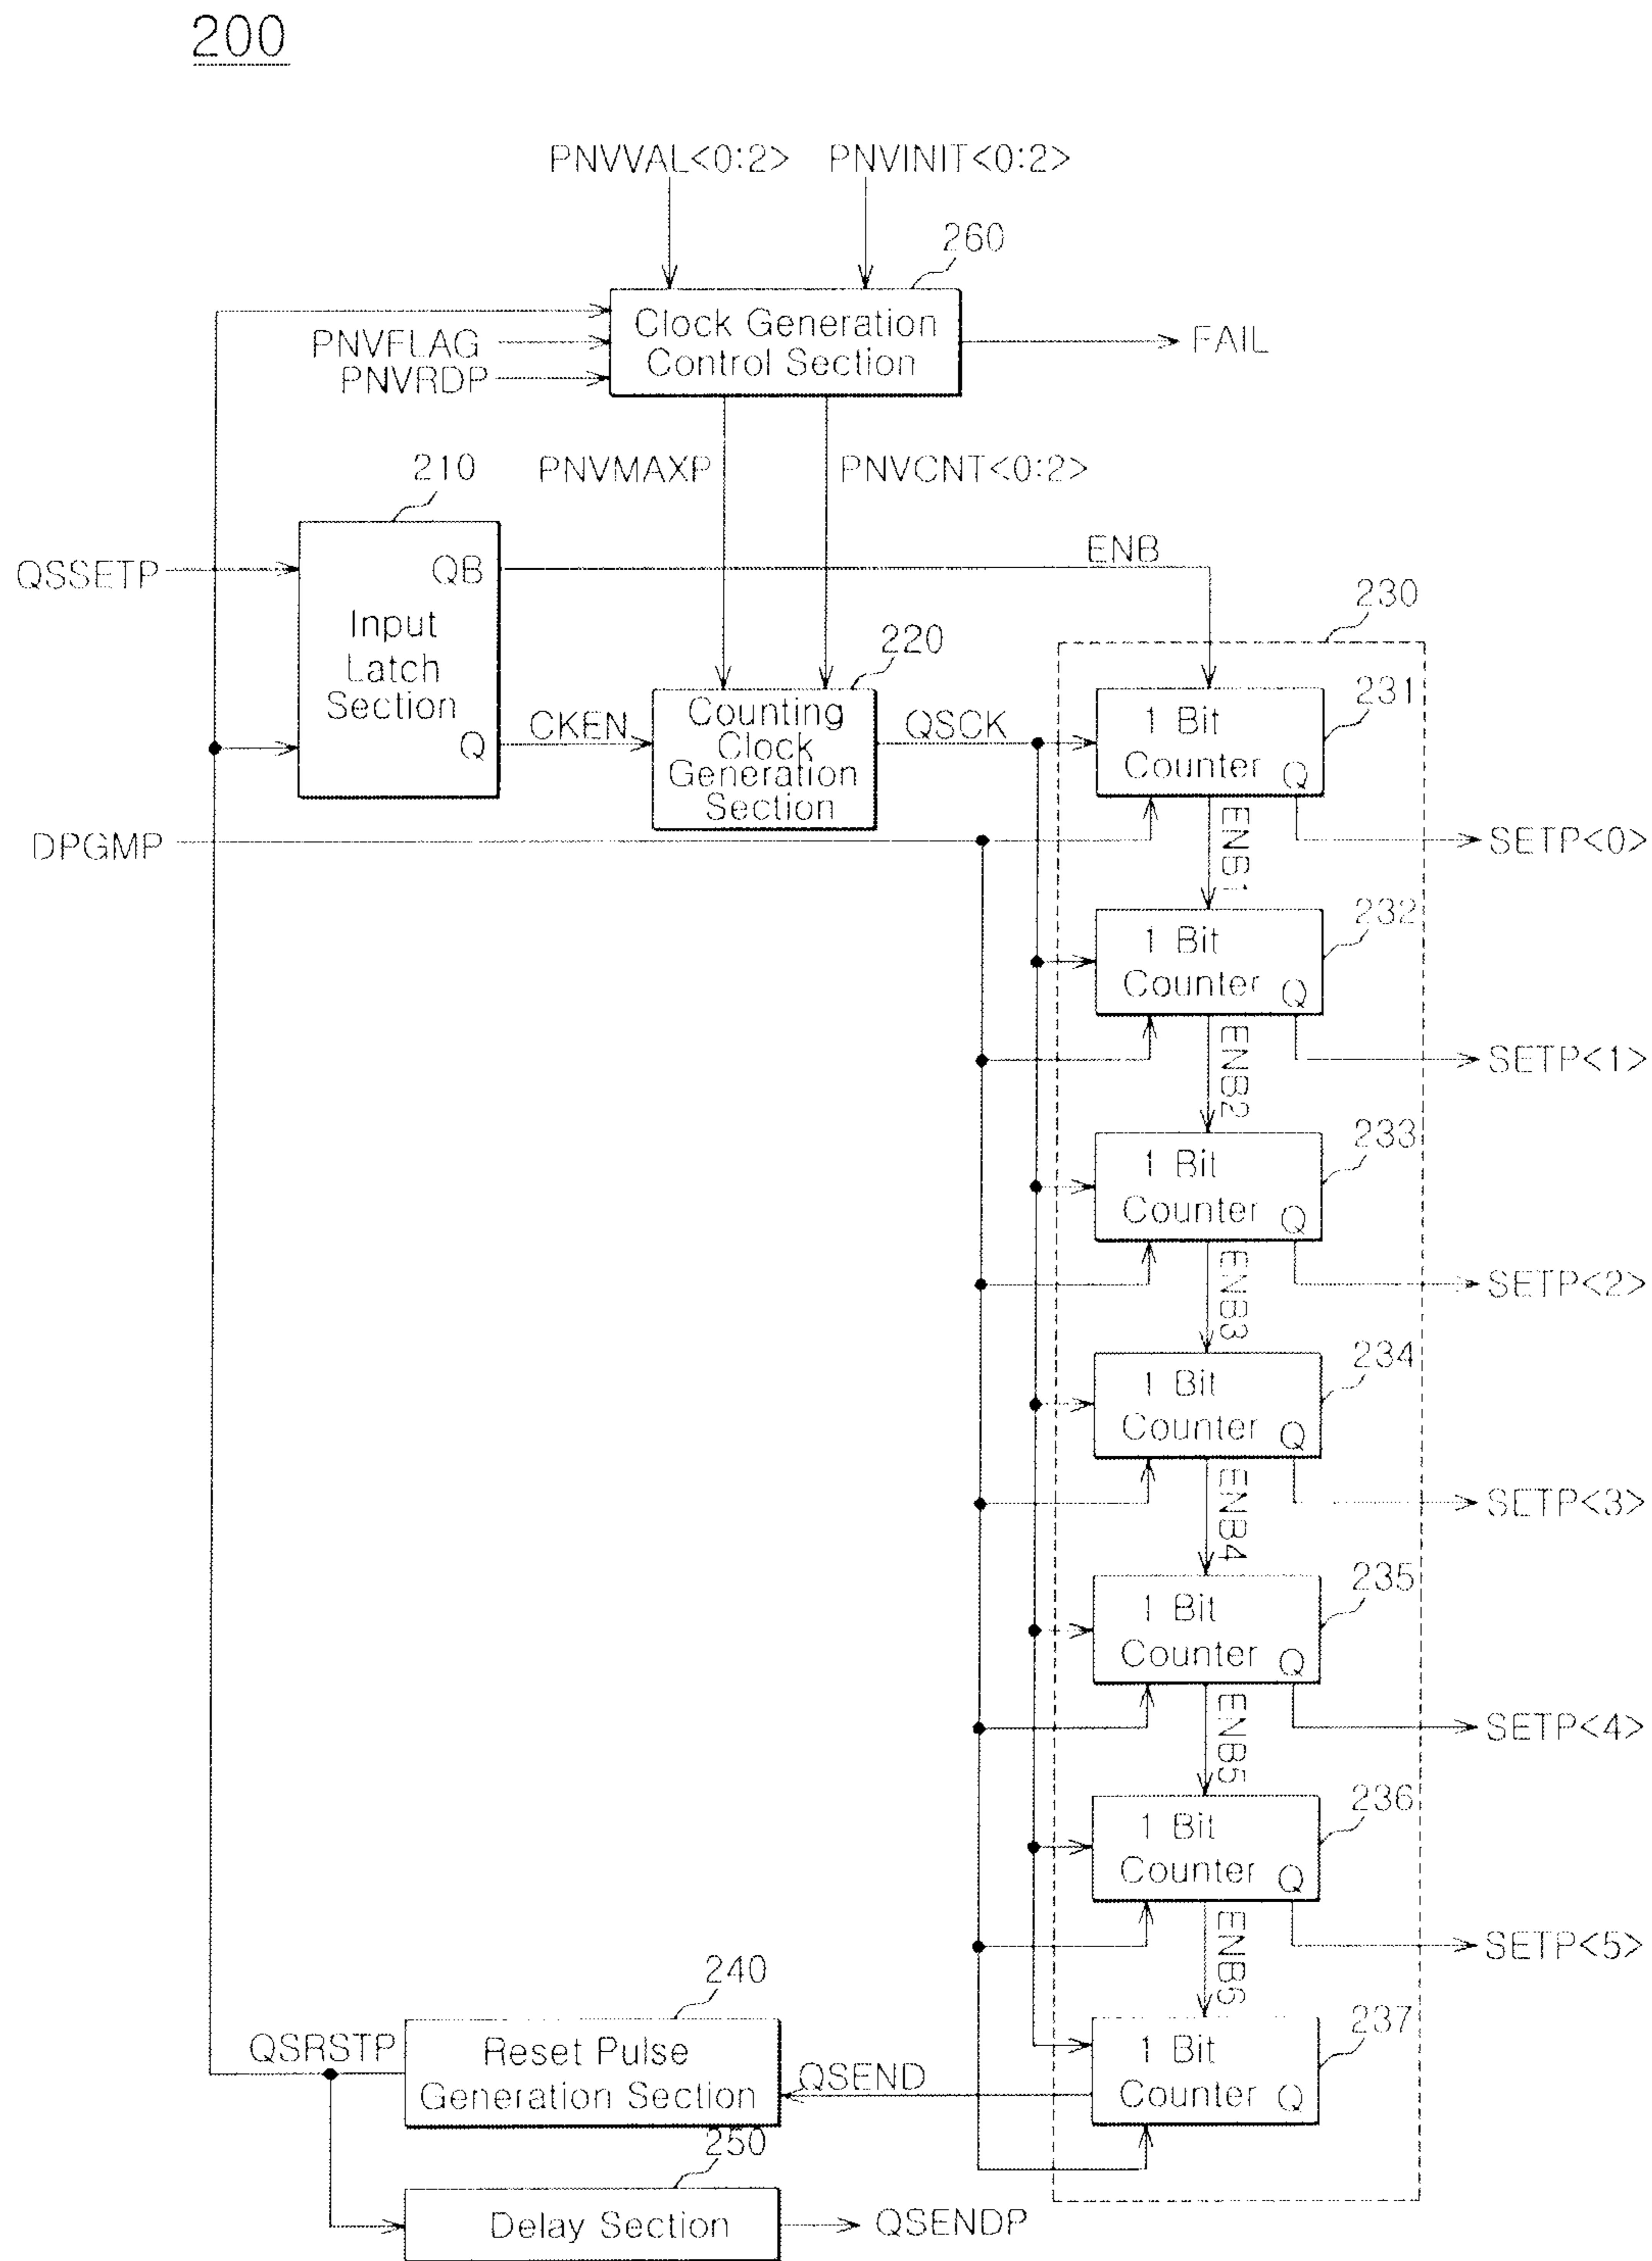 200
PNVVAL<0:2> PNVINIT<0:2>
260
Clock Generation
Control Section
PNVFLAG
PNVRDP
FAIL
210
PNVMAXP
PNVCNT<0:2>
QSSETP
QB
ENB
Input
Latch
Section
Q
CKEN
220
Counting
Clock
Generation
Section
QSCK
230
231
1 Bit
Counter Q
DPGMP
ENB1
SETP<0>
232
1 Bit
Counter Q
ENB2
SETP<1>
233
1 Bit
Counter Q
ENB3
SETP<2>
234
1 Bit
Counter Q
ENB4
SETP<3>
235
1 Bit
Counter Q
ENB5
SETP<4>
236
1 Bit
Counter Q
ENB6
SETP<5>
237
1 Bit
Counter Q
240
QSRSTP
Reset Pulse
Generation Section
QSEND
250
Delay Section
QSENDP